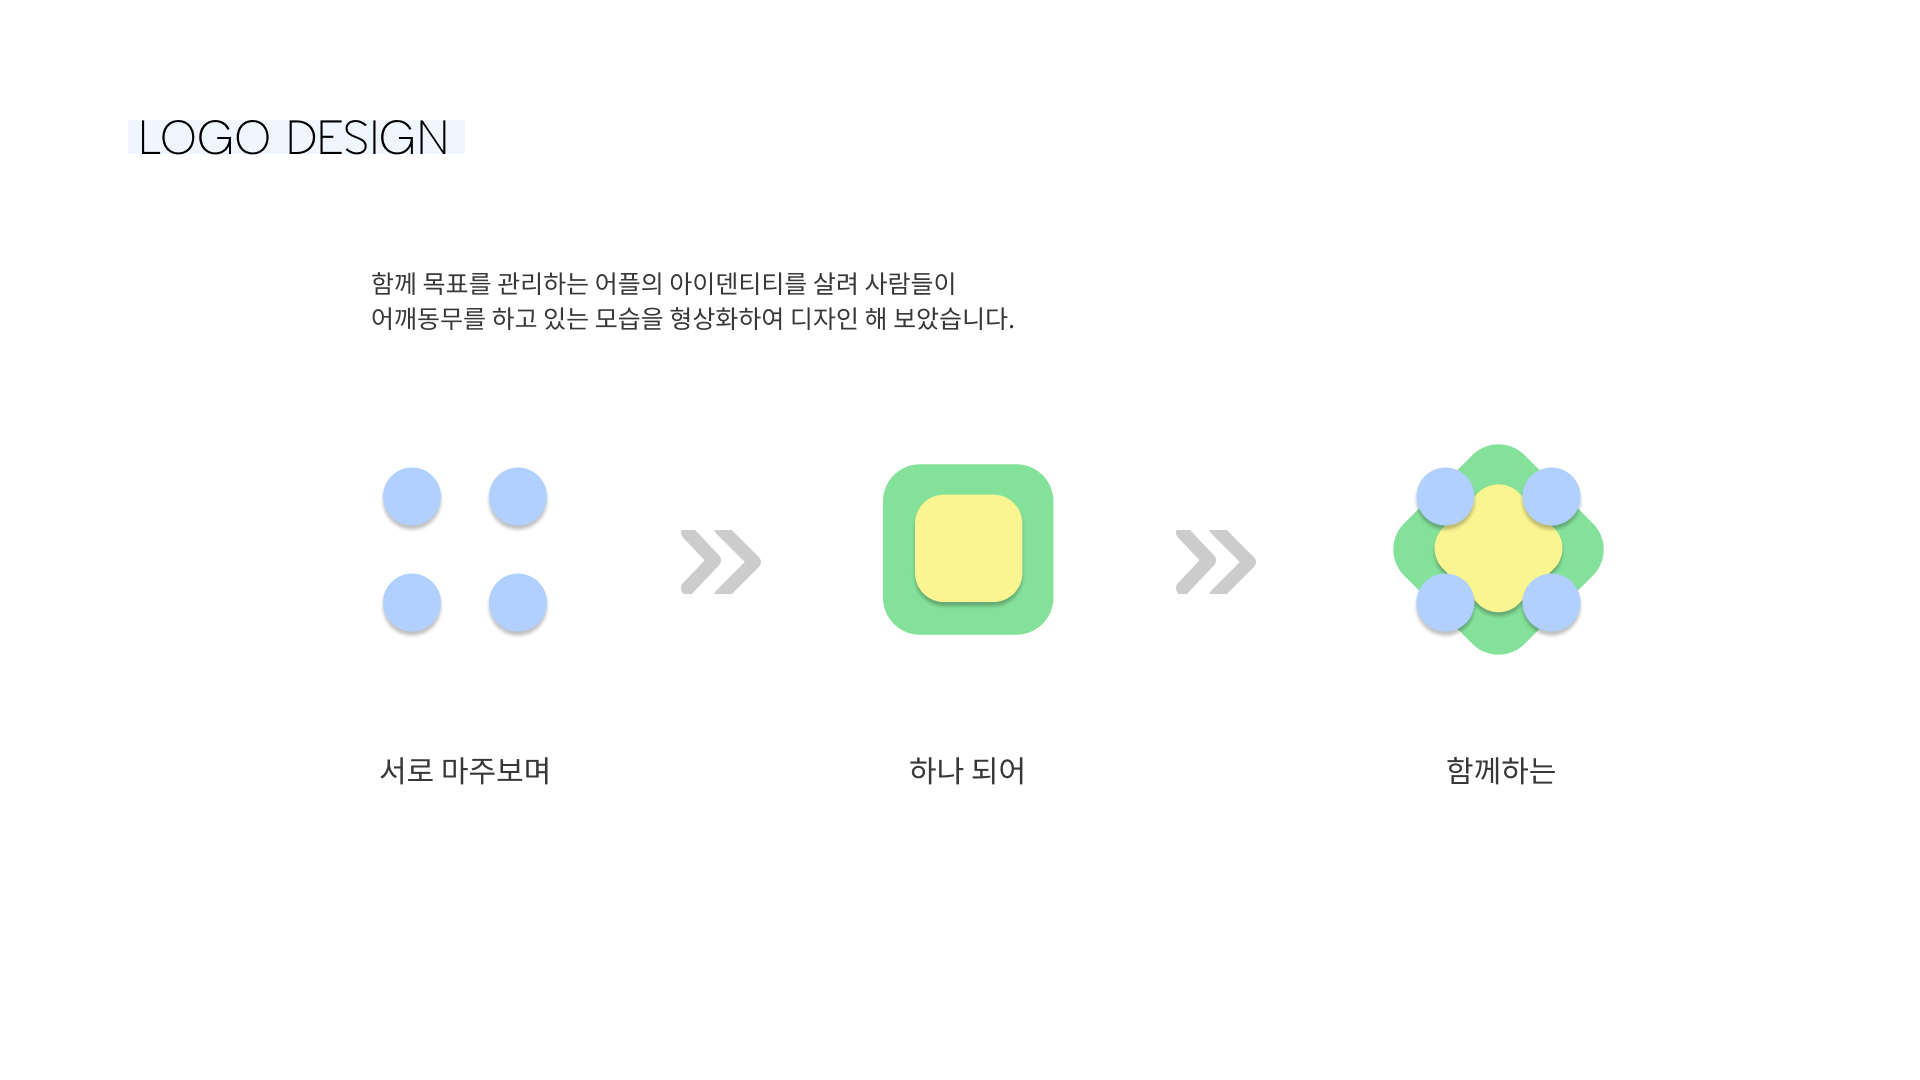 LOGO DESIGN
함께 목표를 관리하는 어플의 아이덴티티를 살려 사람들이
어깨동무를 하고 있는 모습을 형상화하여 디자인 해 보았습니다.
서로 마주보며
하나 되어
함께하는